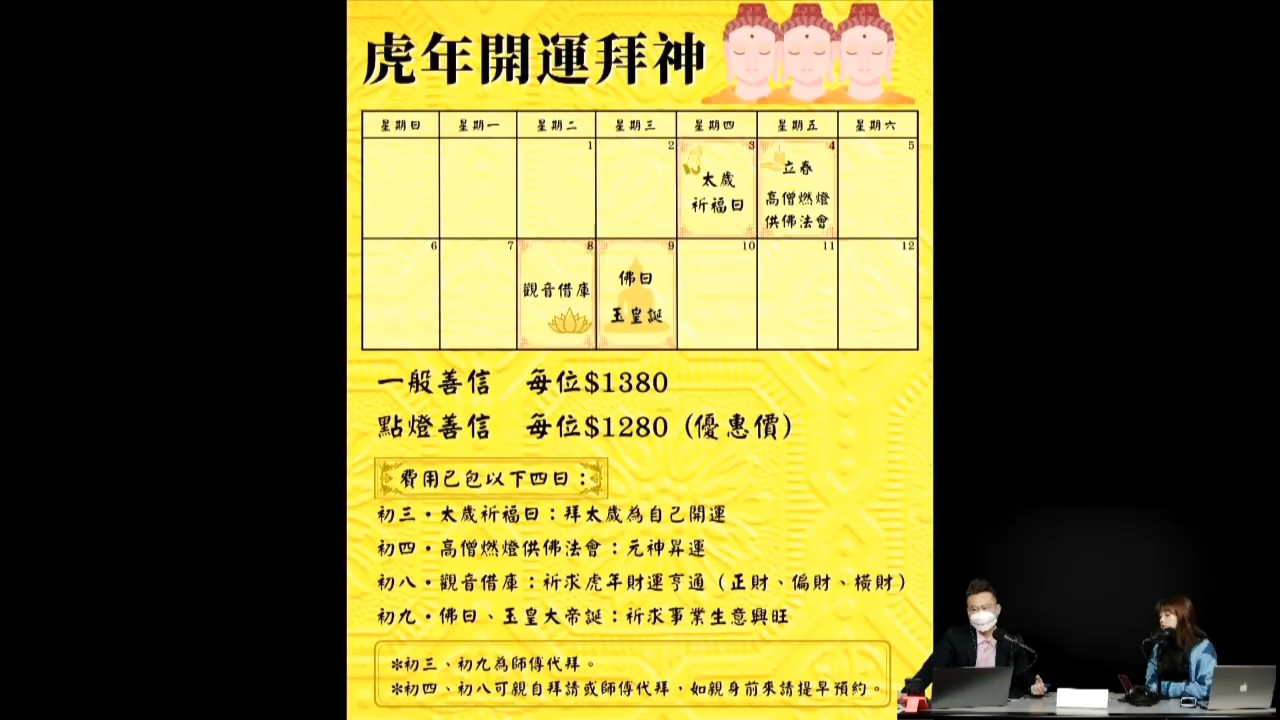 虎年開運拜神
星期日 星期一 星期二 星期三 星期四 星期五 星期六
1 2 3 4 5
太歲
祈福日
立春
高僧燃燈
供佛法會
6 7 8 9 10 11 12
觀音借庫
佛日
玉皇誕
一般善信 每位$1380
點燈善信 每位$1280 (優惠價)
費用已包以下四日：
初三・太歲祈福日：拜太歲為自己開運
初四・高僧燃燈供佛法會：元神昇運
初八・觀音借庫：祈求虎年財運亨通（正財、偏財、橫財）
初九・佛日、玉皇大帝誕：祈求事業生意興旺
*初三、初九為師傅代拜。
*初四、初八可親自拜請或師傅代拜，如親身前來請提早預約。